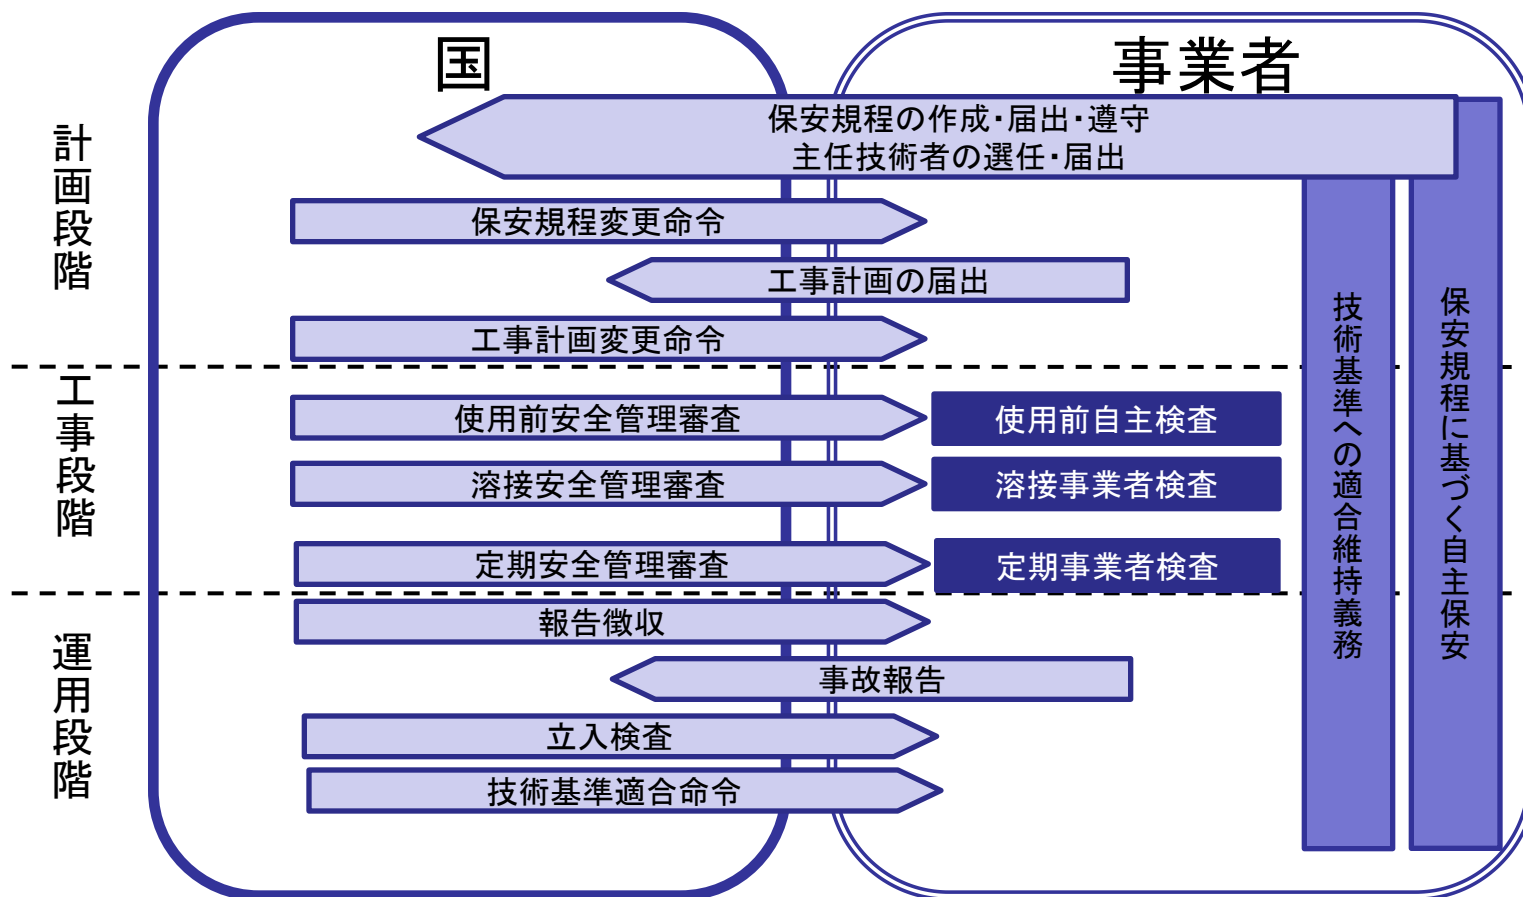 国
事業者
計画段階
保安規程の作成・届出・遵守
主任技術者の選任・届出
保安規程変更命令
工事計画の届出
工事計画変更命令
工事段階
使用前安全管理審査
使用前自主検査
溶接安全管理審査
溶接事業者検査
定期安全管理審査
定期事業者検査
運用段階
報告徴収
事故報告
立入検査
技術基準適合命令
技術基準への適合維持義務
保安規程に基づく自主保安